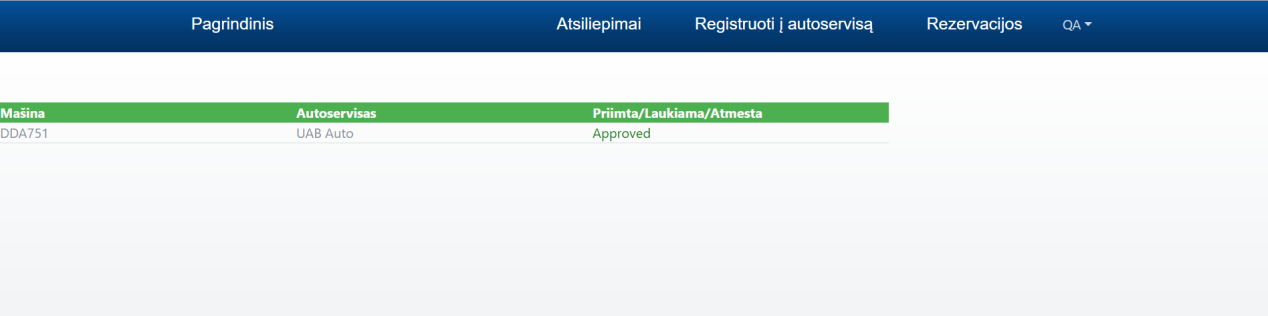 Pagrindinis Atsiliepimai Registruoti į autoservisą Rezervacijos QA
Mašina Autoservisas Priimta/Laukiama/Atmesta
DDA751 UAB Auto Approved